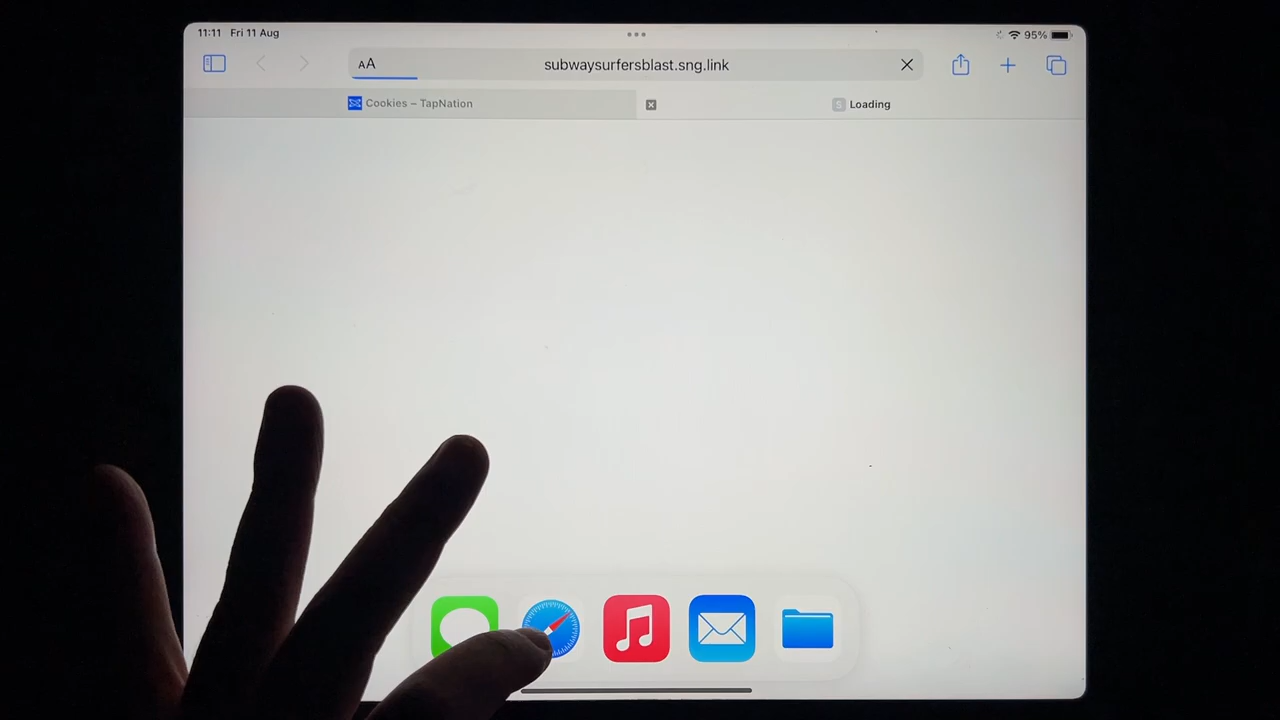 11:11 Fri 11 Aug
95%
AA
subwaysurfersblast.sng.link
Cookies – TapNation
S
Loading